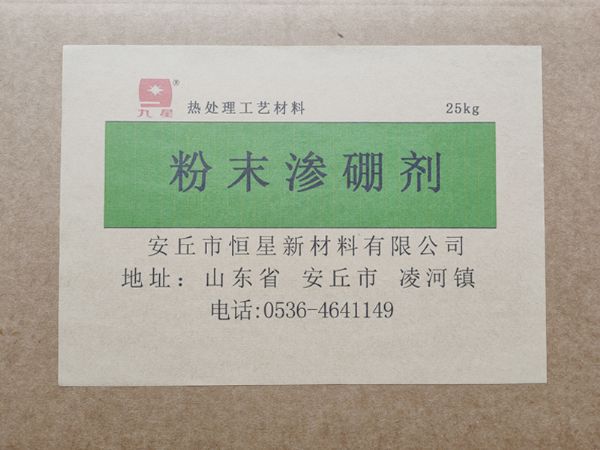 九星®
热处理工艺材料 25kg
粉末渗硼剂
安丘市恒星新材料有限公司
地址：山东省 安丘市 凌河镇
电话:0536-4641149